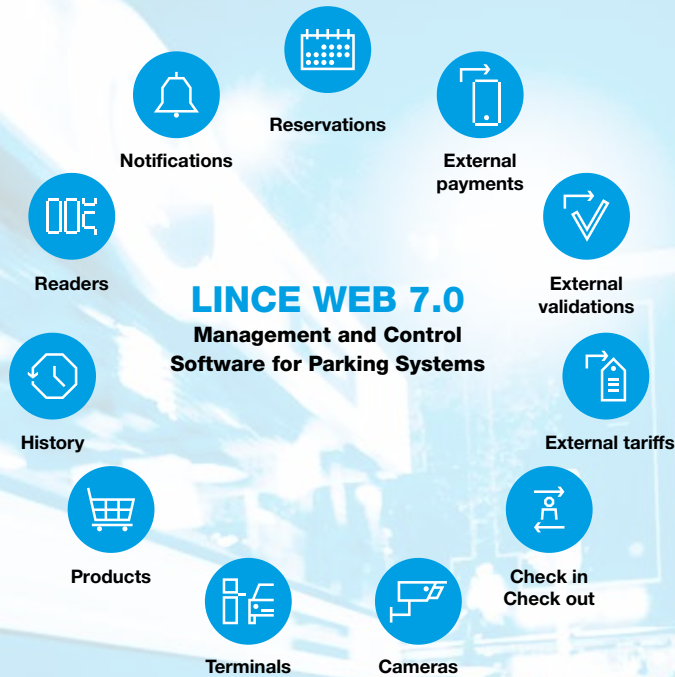 Reservations
Notifications
External
payments
Readers
External
validations
LINCE WEB 7.0
Management and Control
Software for Parking Systems
History
External tariffs
Products
Check in
Check out
Terminals
Cameras